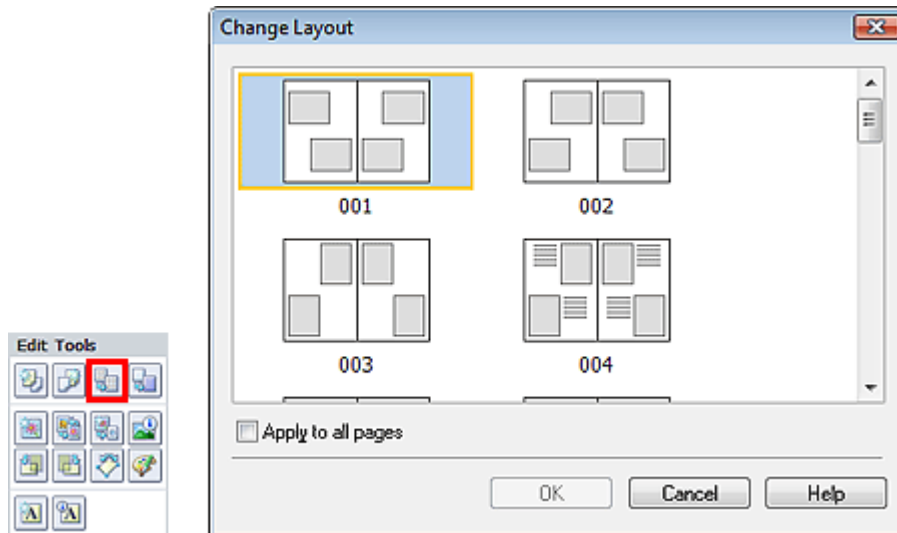 Change Layout
001
002
003
004
Apply to all pages
OK
Cancel
Help
Edit Tools
A
A